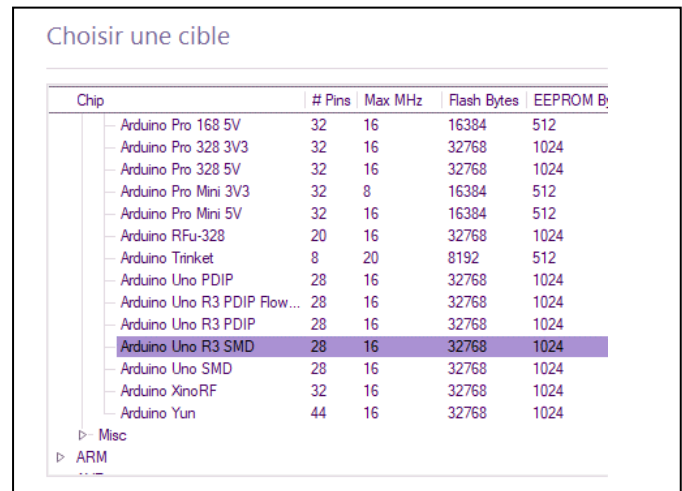 Choisir une cible
Chip # Pins Max MHz Flash Bytes EEPROM By
Arduino Pro 168 5V 32 16 16384 512
Arduino Pro 328 3V3 32 16 32768 1024
Arduino Pro 328 5V 32 16 32768 1024
Arduino Pro Mini 3V3 32 8 16384 512
Arduino Pro Mini 5V 32 16 16384 512
Arduino RFu-328 20 16 32768 1024
Arduino Trinket 8 20 8192 512
Arduino Uno PDIP 28 16 32768 1024
Arduino Uno R3 PDIP Flow... 28 16 32768 1024
Arduino Uno R3 PDIP 28 16 32768 1024
Arduino Uno R3 SMD 28 16 32768 1024
Arduino Uno SMD 28 16 32768 1024
Arduino XinoRF 32 16 32768 1024
Arduino Yun 44 16 32768 1024
Misc
ARM